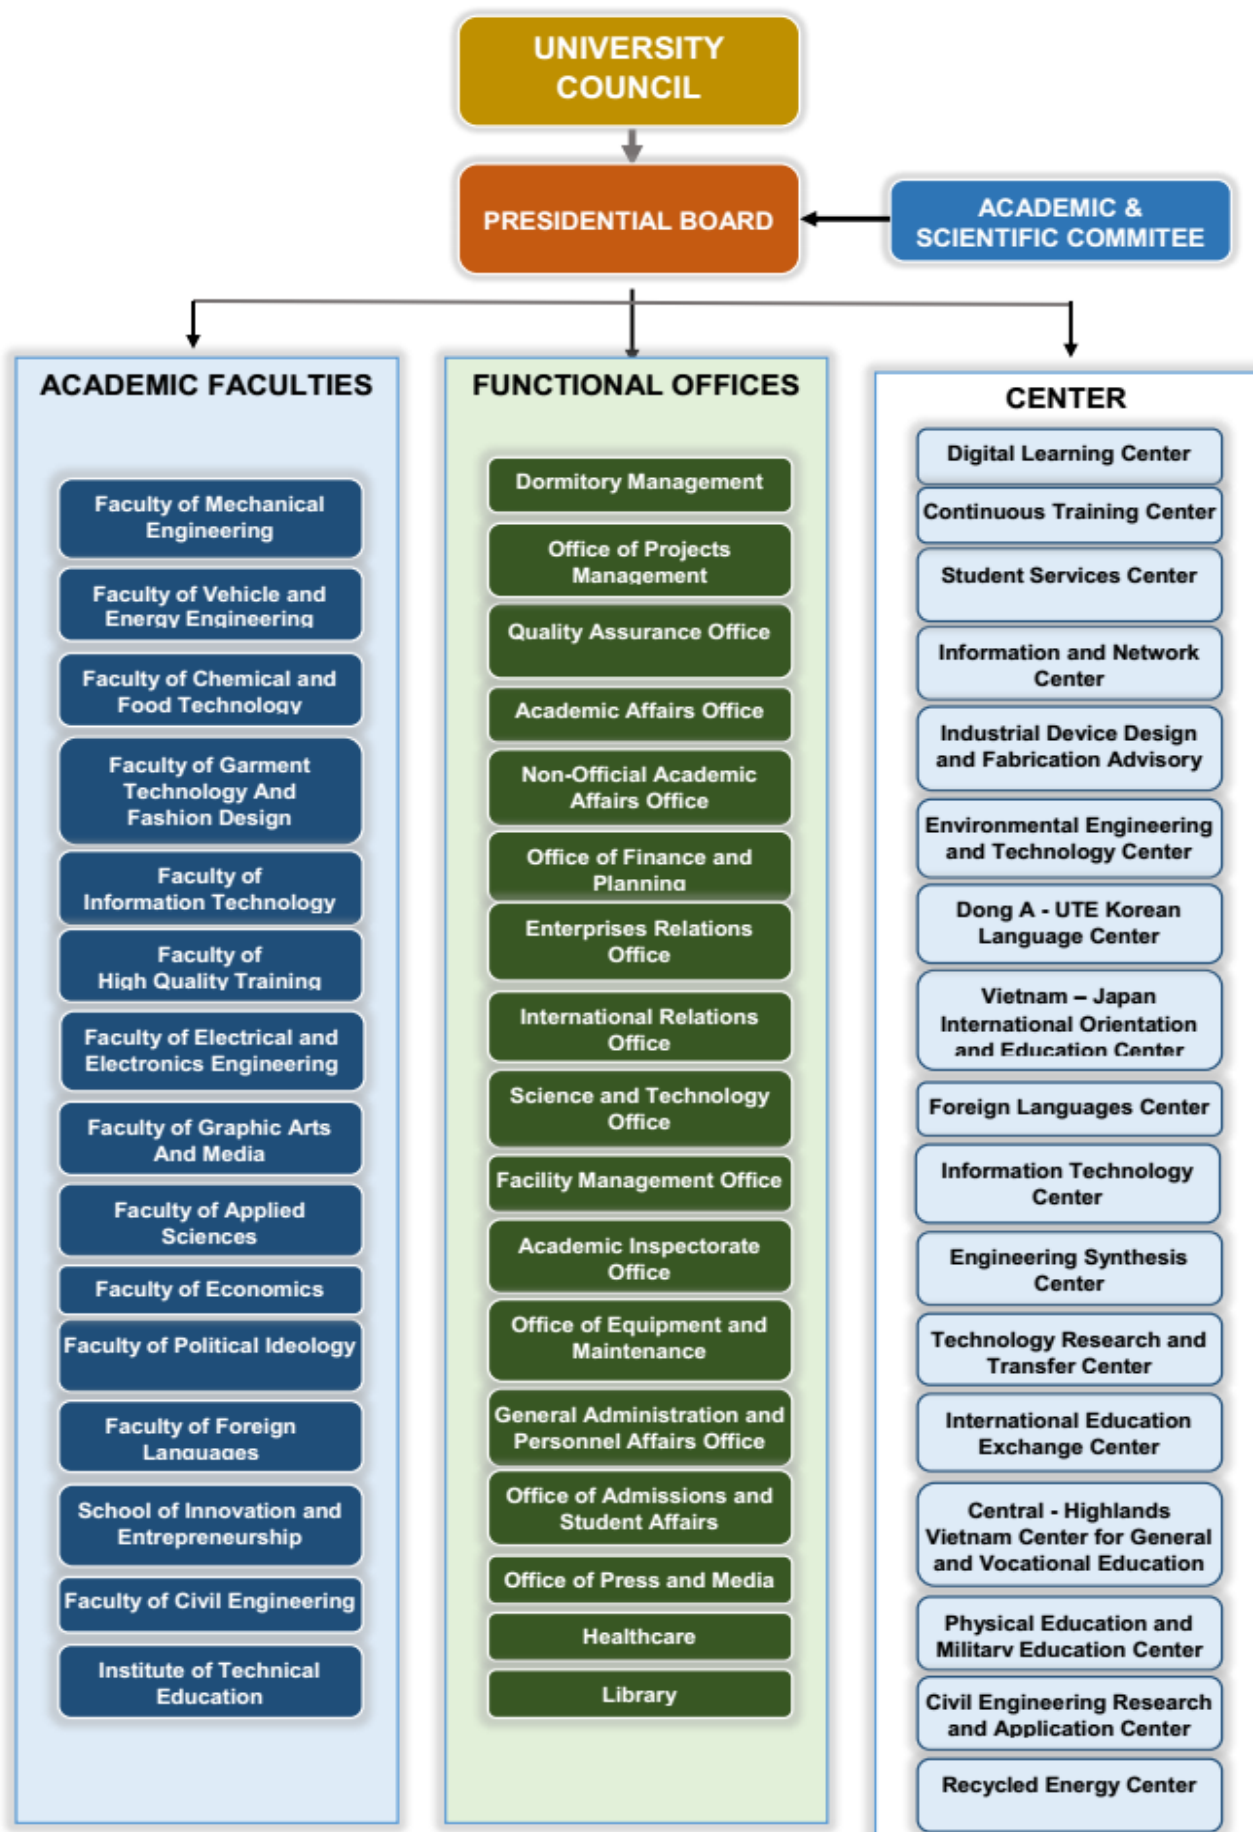 UNIVERSITY
COUNCIL
PRESIDENTIAL BOARD
ACADEMIC &
SCIENTIFIC COMMITEE
ACADEMIC FACULTIES
Faculty of Mechanical
Engineering
Faculty of Vehicle and
Energy Engineering
Faculty of Chemical and
Food Technology
Faculty of Garment
Technology And
Fashion Design
Faculty of
Information Technology
Faculty of
High Quality Training
Faculty of Electrical and
Electronics Engineering
Faculty of Graphic Arts
And Media
Faculty of Applied
Sciences
Faculty of Economics
Faculty of Political Ideology
Faculty of Foreign
Languages
School of Innovation and
Entrepreneurship
Faculty of Civil Engineering
Institute of Technical
Education
FUNCTIONAL OFFICES
Dormitory Management
Office of Projects
Management
Quality Assurance Office
Academic Affairs Office
Non-Official Academic
Affairs Office
Office of Finance and
Planning
Enterprises Relations
Office
International Relations
Office
Science and Technology
Office
Facility Management Office
Academic Inspectorate
Office
Office of Equipment and
Maintenance
General Administration and
Personnel Affairs Office
Office of Admissions and
Student Affairs
Office of Press and Media
Healthcare
Library
CENTER
Digital Learning Center
Continuous Training Center
Student Services Center
Information and Network
Center
Industrial Device Design
and Fabrication Advisory
Environmental Engineering
and Technology Center
Dong A - UTE Korean
Language Center
Vietnam – Japan
International Orientation
and Education Center
Foreign Languages Center
Information Technology
Center
Engineering Synthesis
Center
Technology Research and
Transfer Center
International Education
Exchange Center
Central - Highlands
Vietnam Center for General
and Vocational Education
Physical Education and
Military Education Center
Civil Engineering Research
and Application Center
Recycled Energy Center